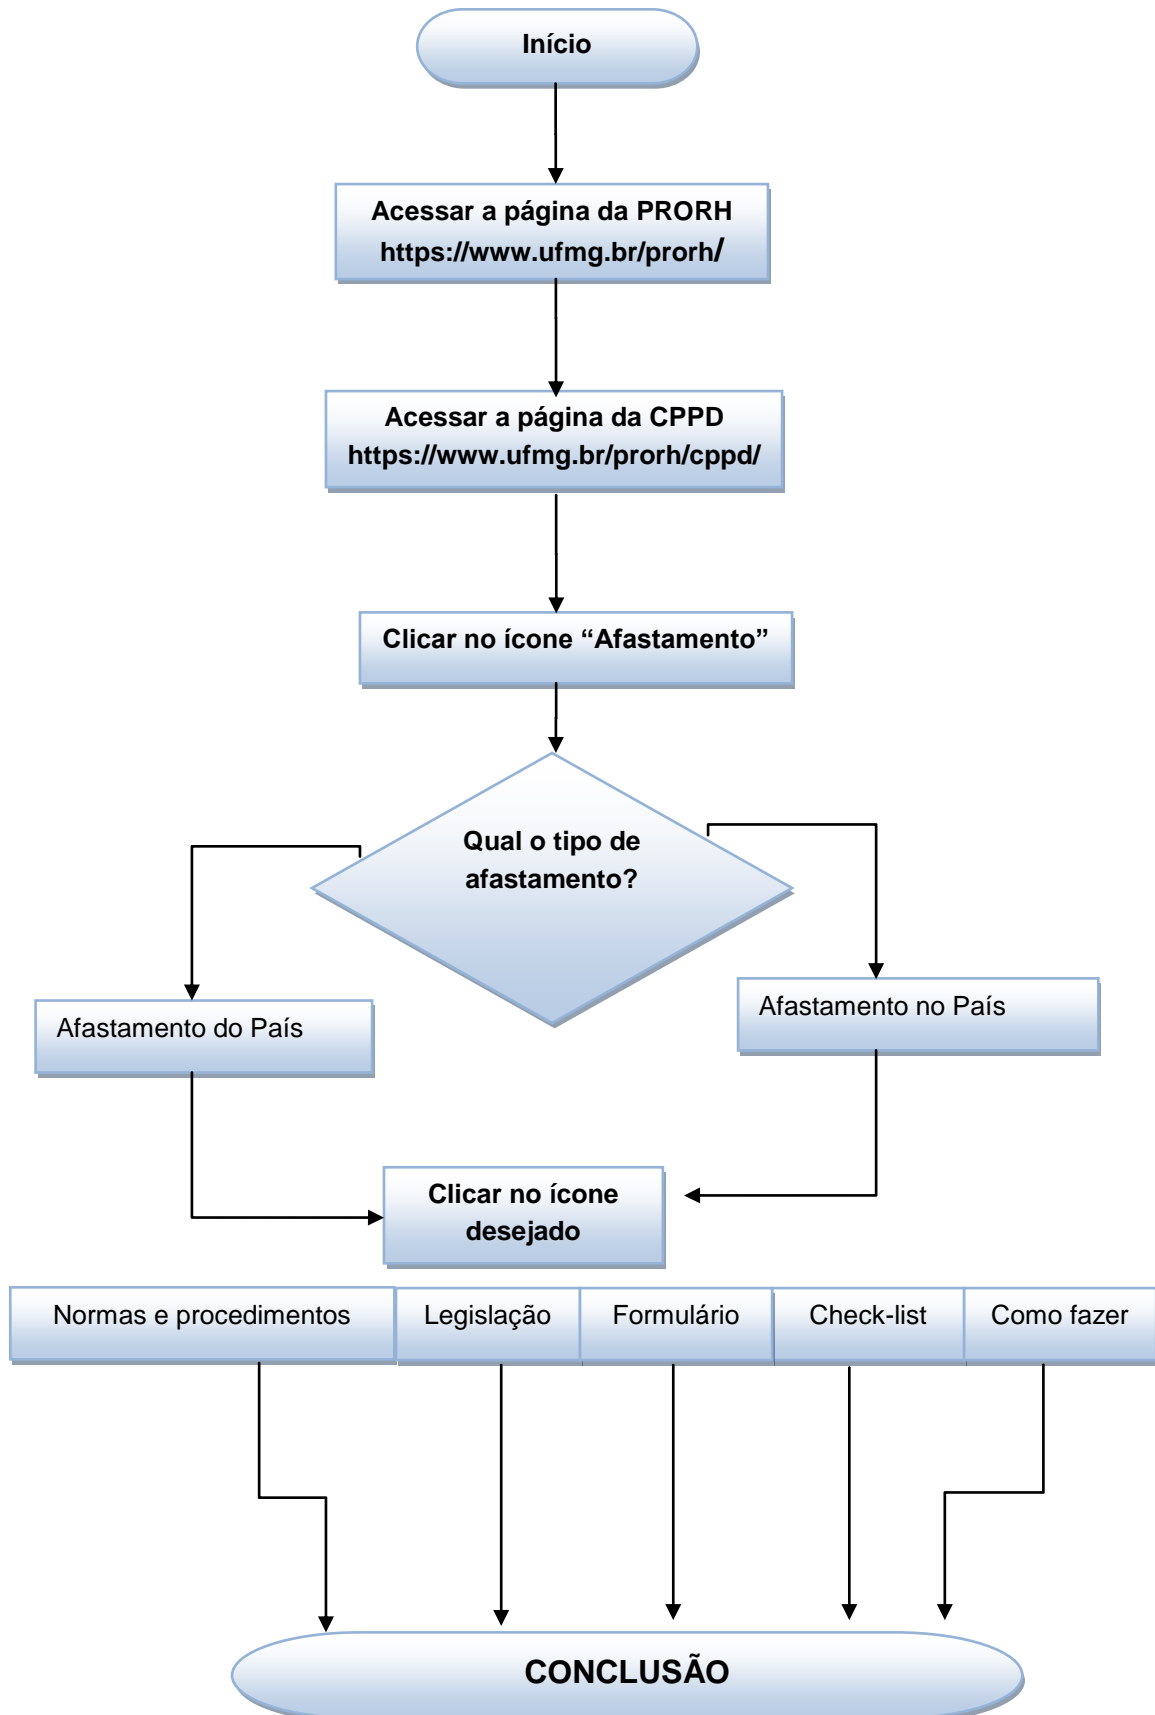 Início
Acessar a página da PRORH
https://www.ufmg.br/prorh/
Acessar a página da CPPD
https://www.ufmg.br/prorh/cppd/
Clicar no ícone “Afastamento”
Qual o tipo de
afastamento?
Afastamento do País
Afastamento no País
Clicar no ícone
desejado
Normas e procedimentos
Legislação
Formulário
Check-list
Como fazer
CONCLUSÃO